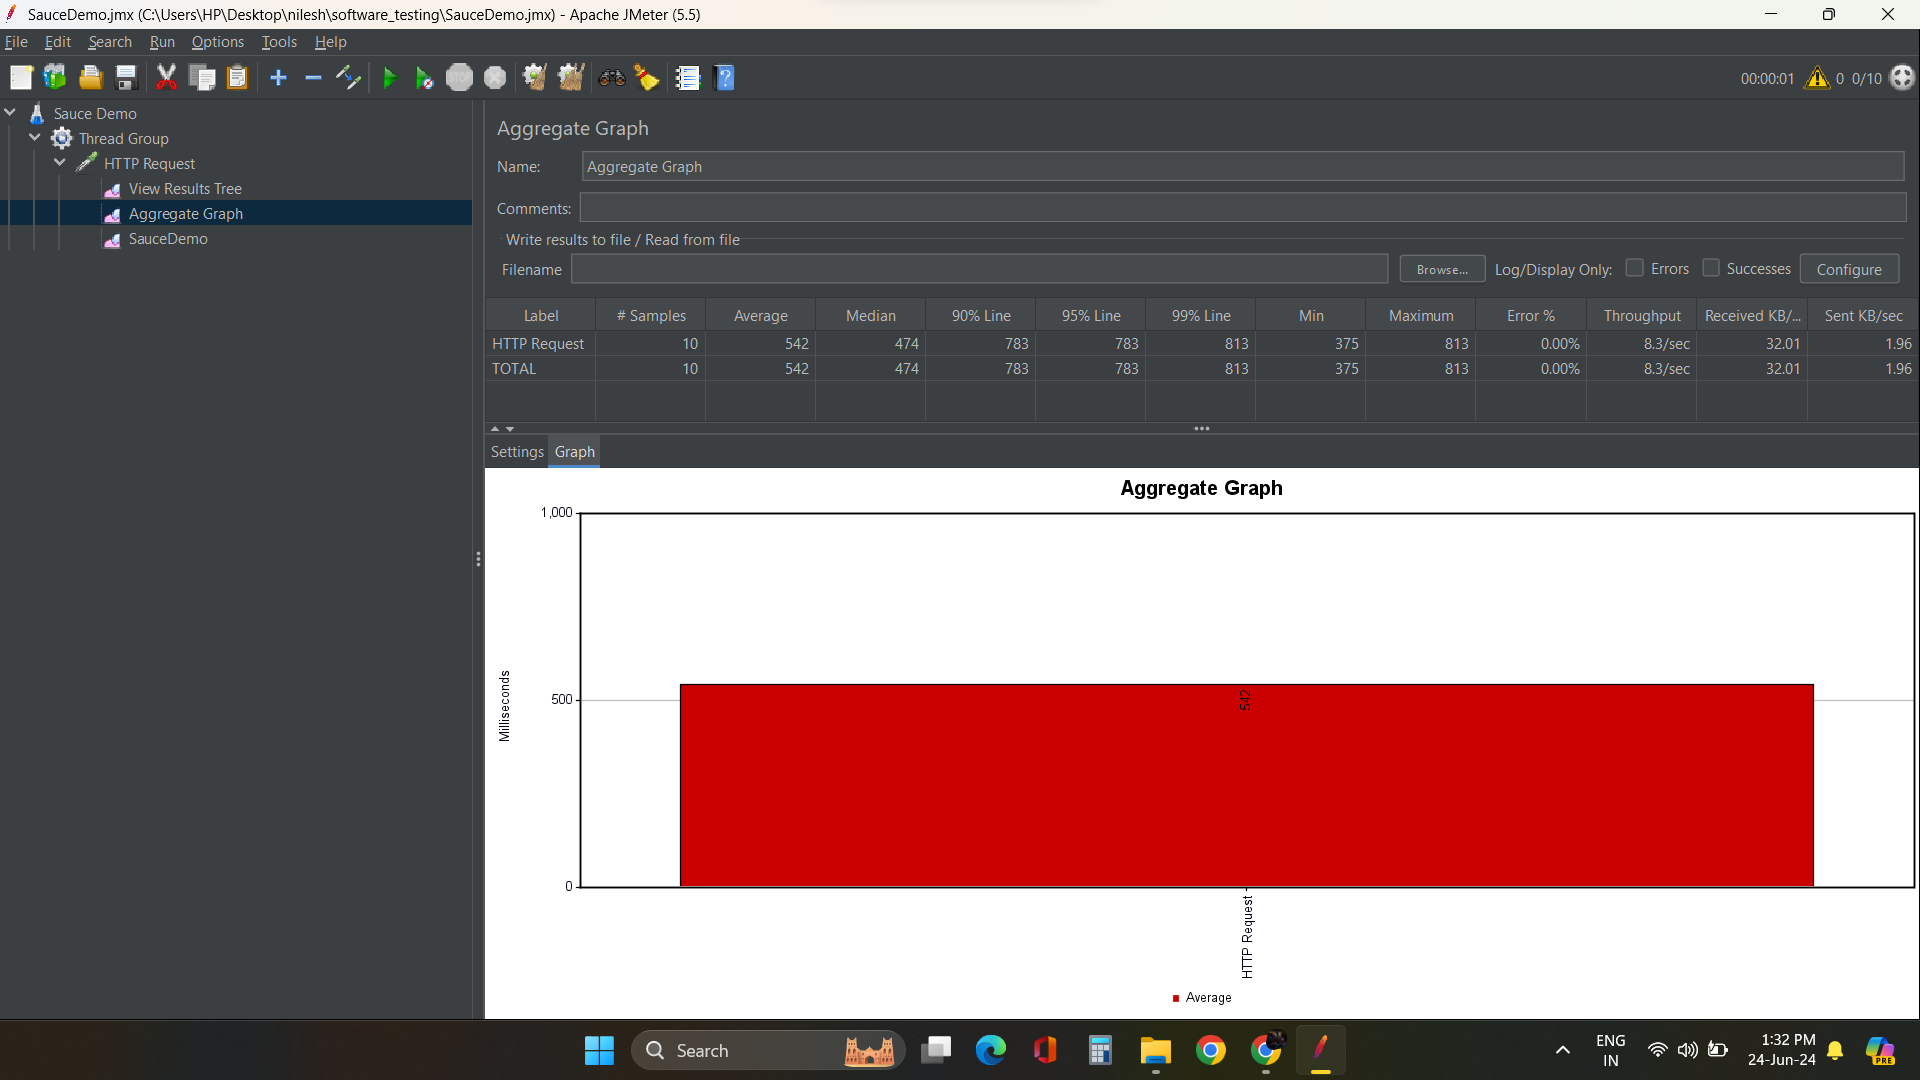 SauceDemo.jmx (C:\Users\HP\Desktop\nilesh\software_testing\SauceDemo.jmx) - Apache JMeter (5.5)
File Edit Search Run Options Tools Help
STOP
00:00:01 0 0/10
Sauce Demo
Thread Group
HTTP Request
View Results Tree
Aggregate Graph
SauceDemo
Aggregate Graph
Name: Aggregate Graph
Comments:
Write results to file / Read from file
Filename Browse... Log/Display Only: Errors Successes Configure
Label # Samples Average Median 90% Line 95% Line 99% Line Min Maximum Error % Throughput Received KB/... Sent KB/sec
HTTP Request 10 542 474 783 783 813 375 813 0.00% 8.3/sec 32.01 1.96
TOTAL 10 542 474 783 783 813 375 813 0.00% 8.3/sec 32.01 1.96
Settings Graph
Aggregate Graph
1,000
500
0
Milliseconds
542
HTTP Request
Average
Search
ENG
IN
1:32 PM
24-Jun-24
PRE